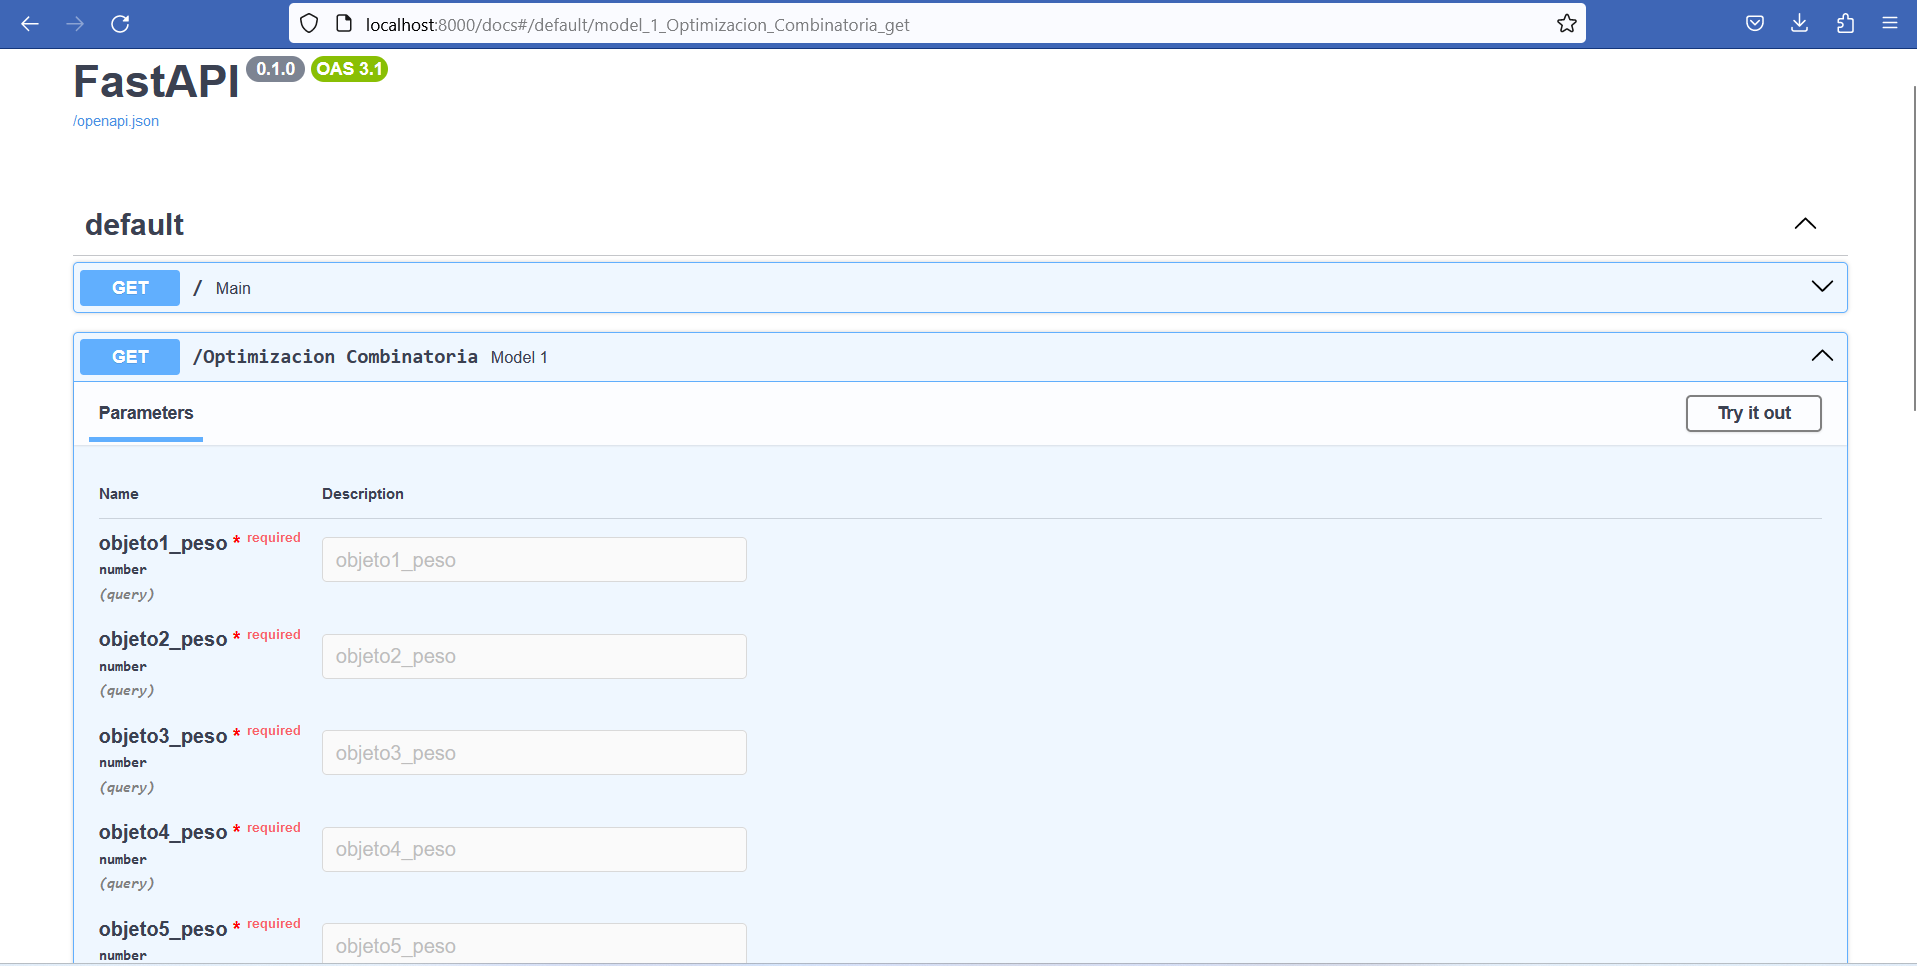 localhost:8000/docs#/default/model_1_Optimizacion_Combinatoria_get
FastAPI 0.1.0 OAS 3.1
/openapi.json
default
GET / Main
GET /Optimizacion Combinatoria Model 1
Parameters Try it out
Name Description
objeto1_peso * required
number
(query)
objeto1_peso
objeto2_peso * required
number
(query)
objeto2_peso
objeto3_peso * required
number
(query)
objeto3_peso
objeto4_peso * required
number
(query)
objeto4_peso
objeto5_peso * required
number
objeto5_peso